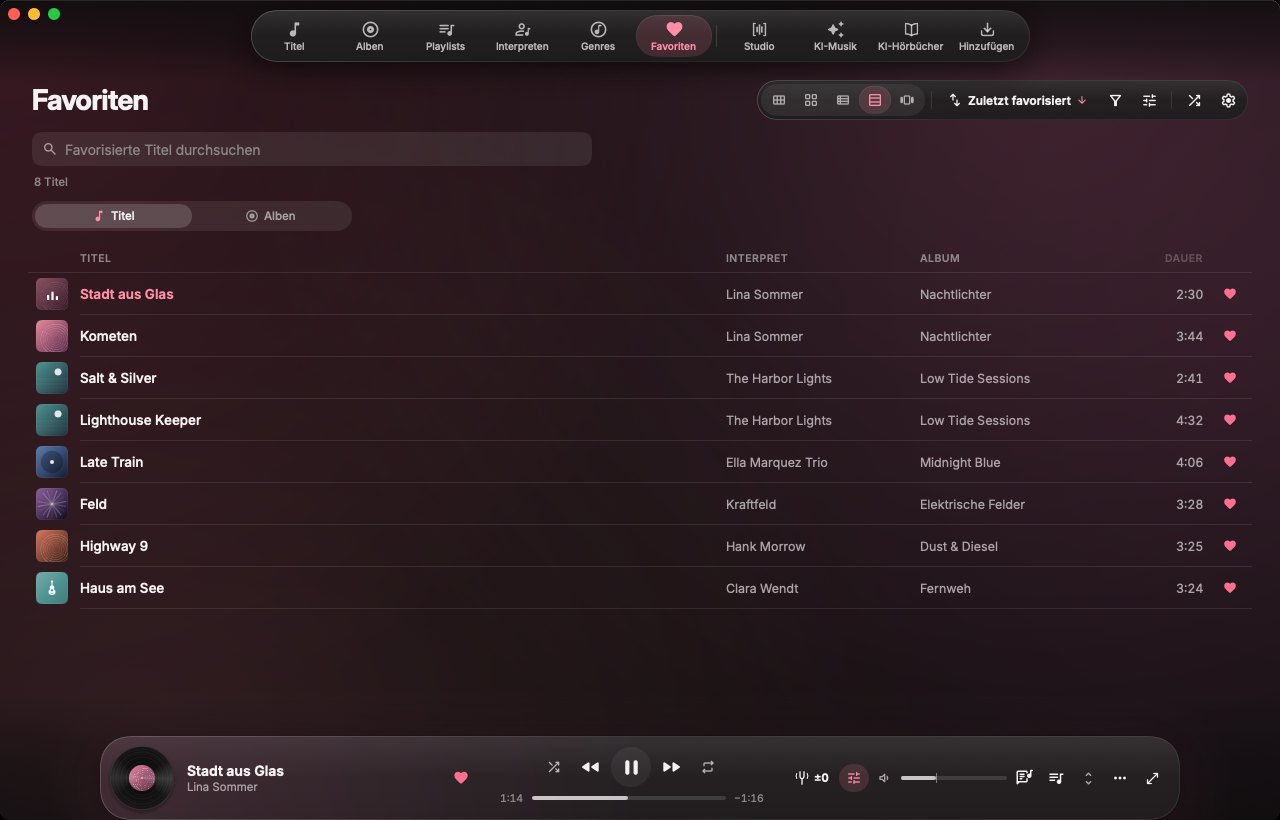 Titel Alben Playlists Interpreten Genres Favoriten Studio KI-Musik KI-Hörbücher Hinzufügen
Favoriten
Zuletzt favorisiert
Favorisierte Titel durchsuchen
8 Titel
Titel Alben
TITEL INTERPRET ALBUM DAUER
Stadt aus Glas Lina Sommer Nachtlichter 2:30
Kometen Lina Sommer Nachtlichter 3:44
Salt & Silver The Harbor Lights Low Tide Sessions 2:41
Lighthouse Keeper The Harbor Lights Low Tide Sessions 4:32
Late Train Ella Marquez Trio Midnight Blue 4:06
Feld Kraftfeld Elektrische Felder 3:28
Highway 9 Hank Morrow Dust & Diesel 3:25
Haus am See Clara Wendt Fernweh 3:24
Stadt aus Glas
Lina Sommer
±0
1:14 −1:16